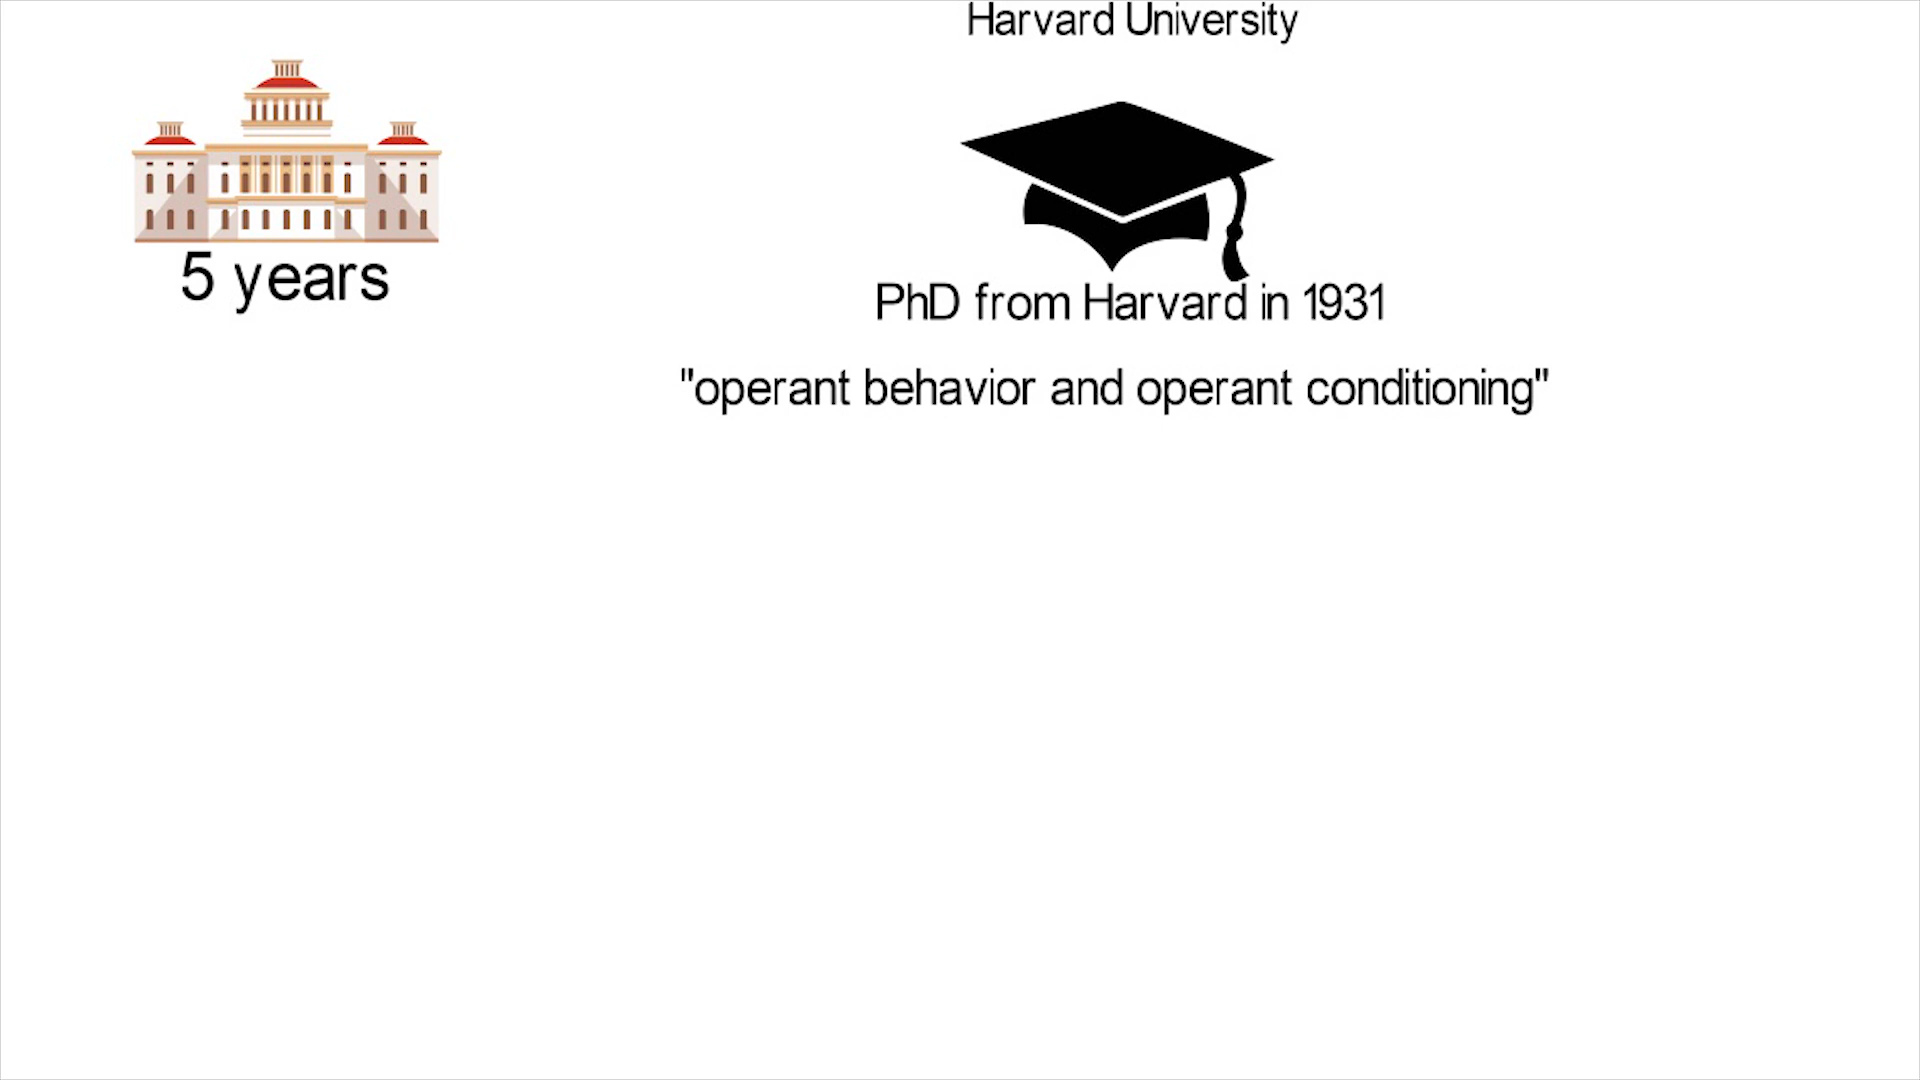 Harvard University
5 years
PhD from Harvard in 1931
"operant behavior and operant conditioning"